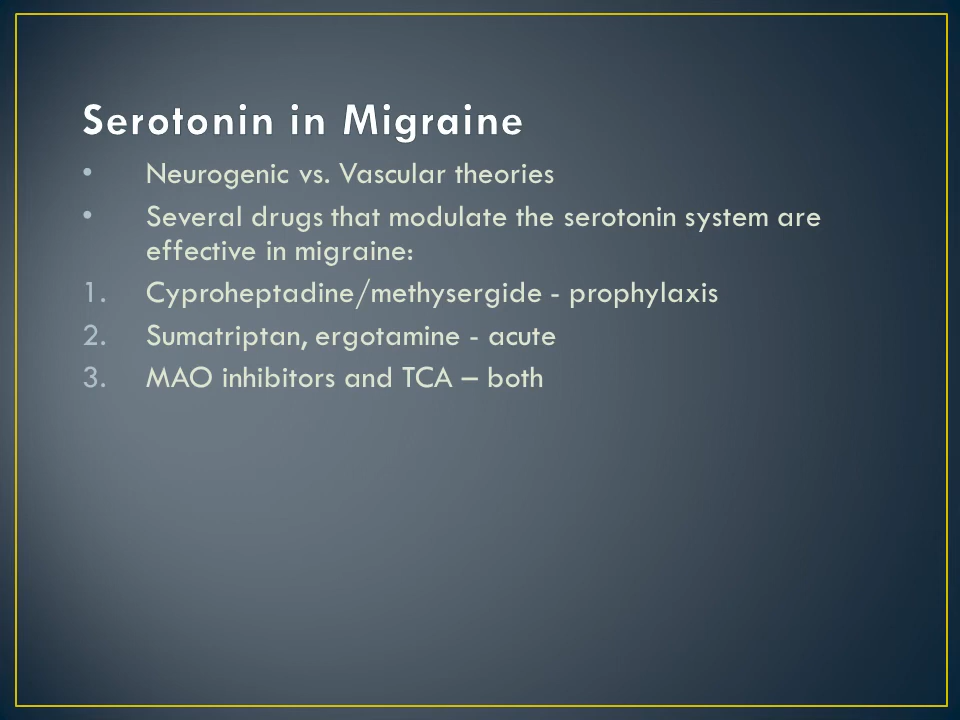 Serotonin in Migraine
• Neurogenic vs. Vascular theories
• Several drugs that modulate the serotonin system are
effective in migraine:
1. Cyproheptadine/methysergide - prophylaxis
2. Sumatriptan, ergotamine - acute
3. MAO inhibitors and TCA – both